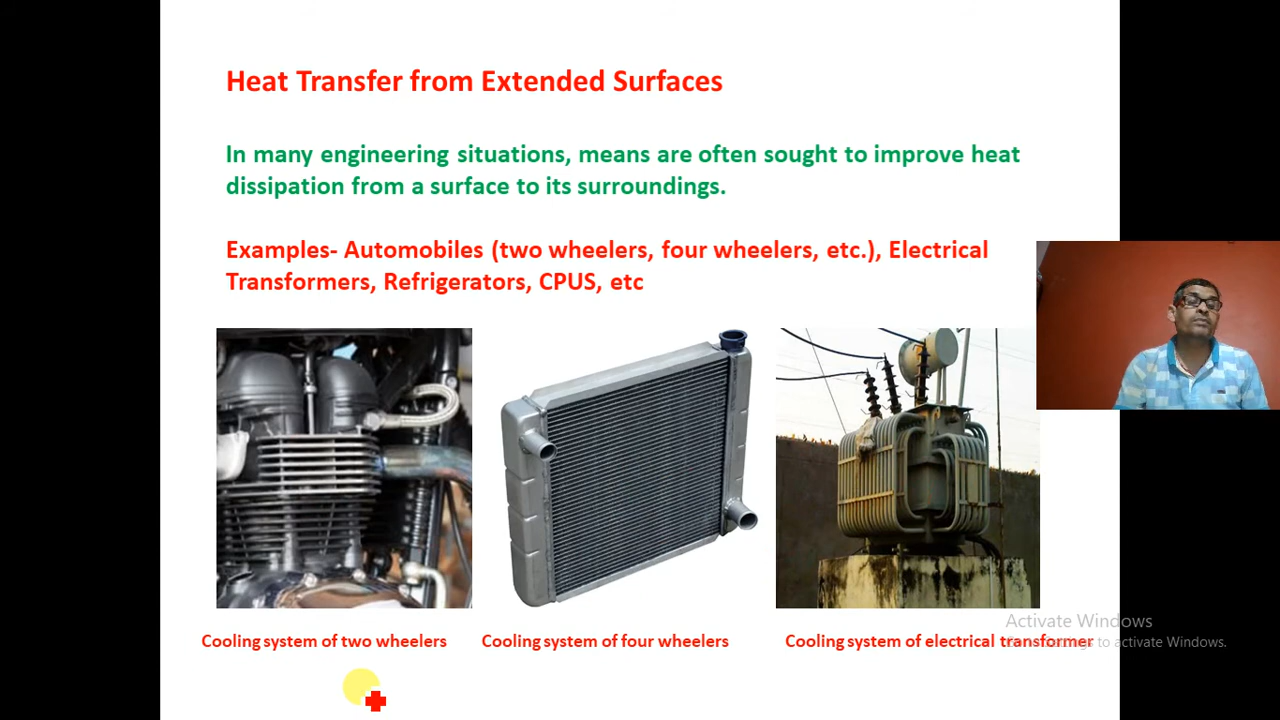 Heat Transfer from Extended Surfaces
In many engineering situations, means are often sought to improve heat
dissipation from a surface to its surroundings.
Examples- Automobiles (two wheelers, four wheelers, etc.), Electrical
Transformers, Refrigerators, CPUS, etc
Cooling system of two wheelers
Cooling system of four wheelers
Cooling system of electrical transformer
Activate Windows
to activate Windows.